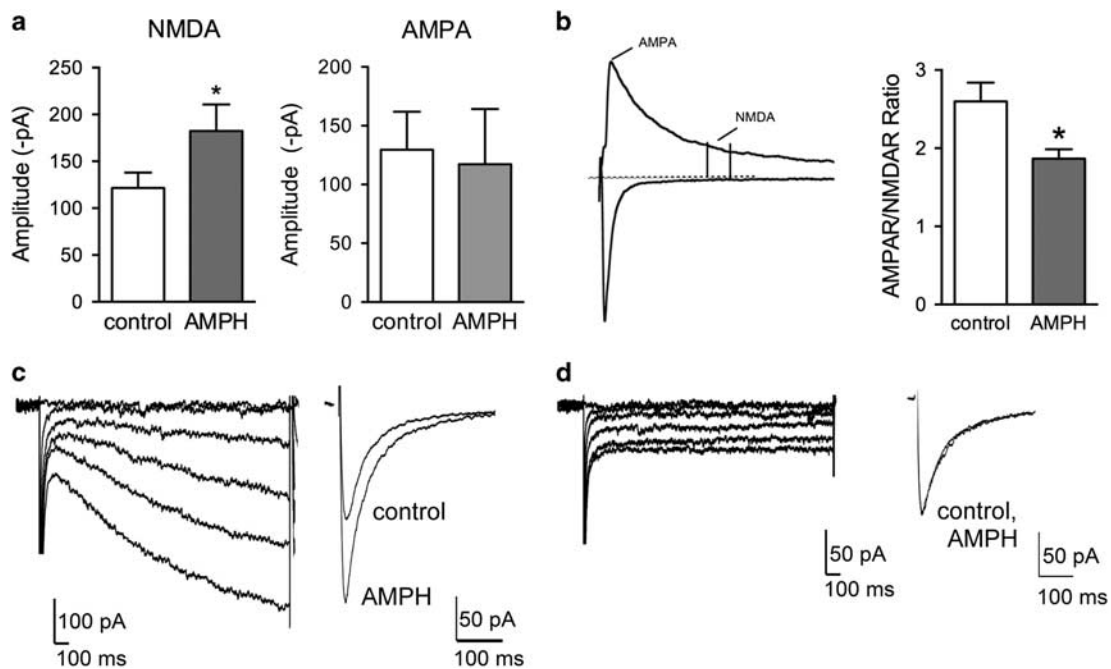 a
NMDA
Amplitude (-pA)
250
200
150
100
50
0
*
control AMPH
AMPA
Amplitude (-pA)
200
150
100
50
0
control AMPH
b
AMPA
NMDA
AMPAR/NMDAR Ratio
3
2
1
0
*
control AMPH
c
100 pA
100 ms
control
AMPH
50 pA
100 ms
d
50 pA
100 ms
control,
AMPH
50 pA
100 ms